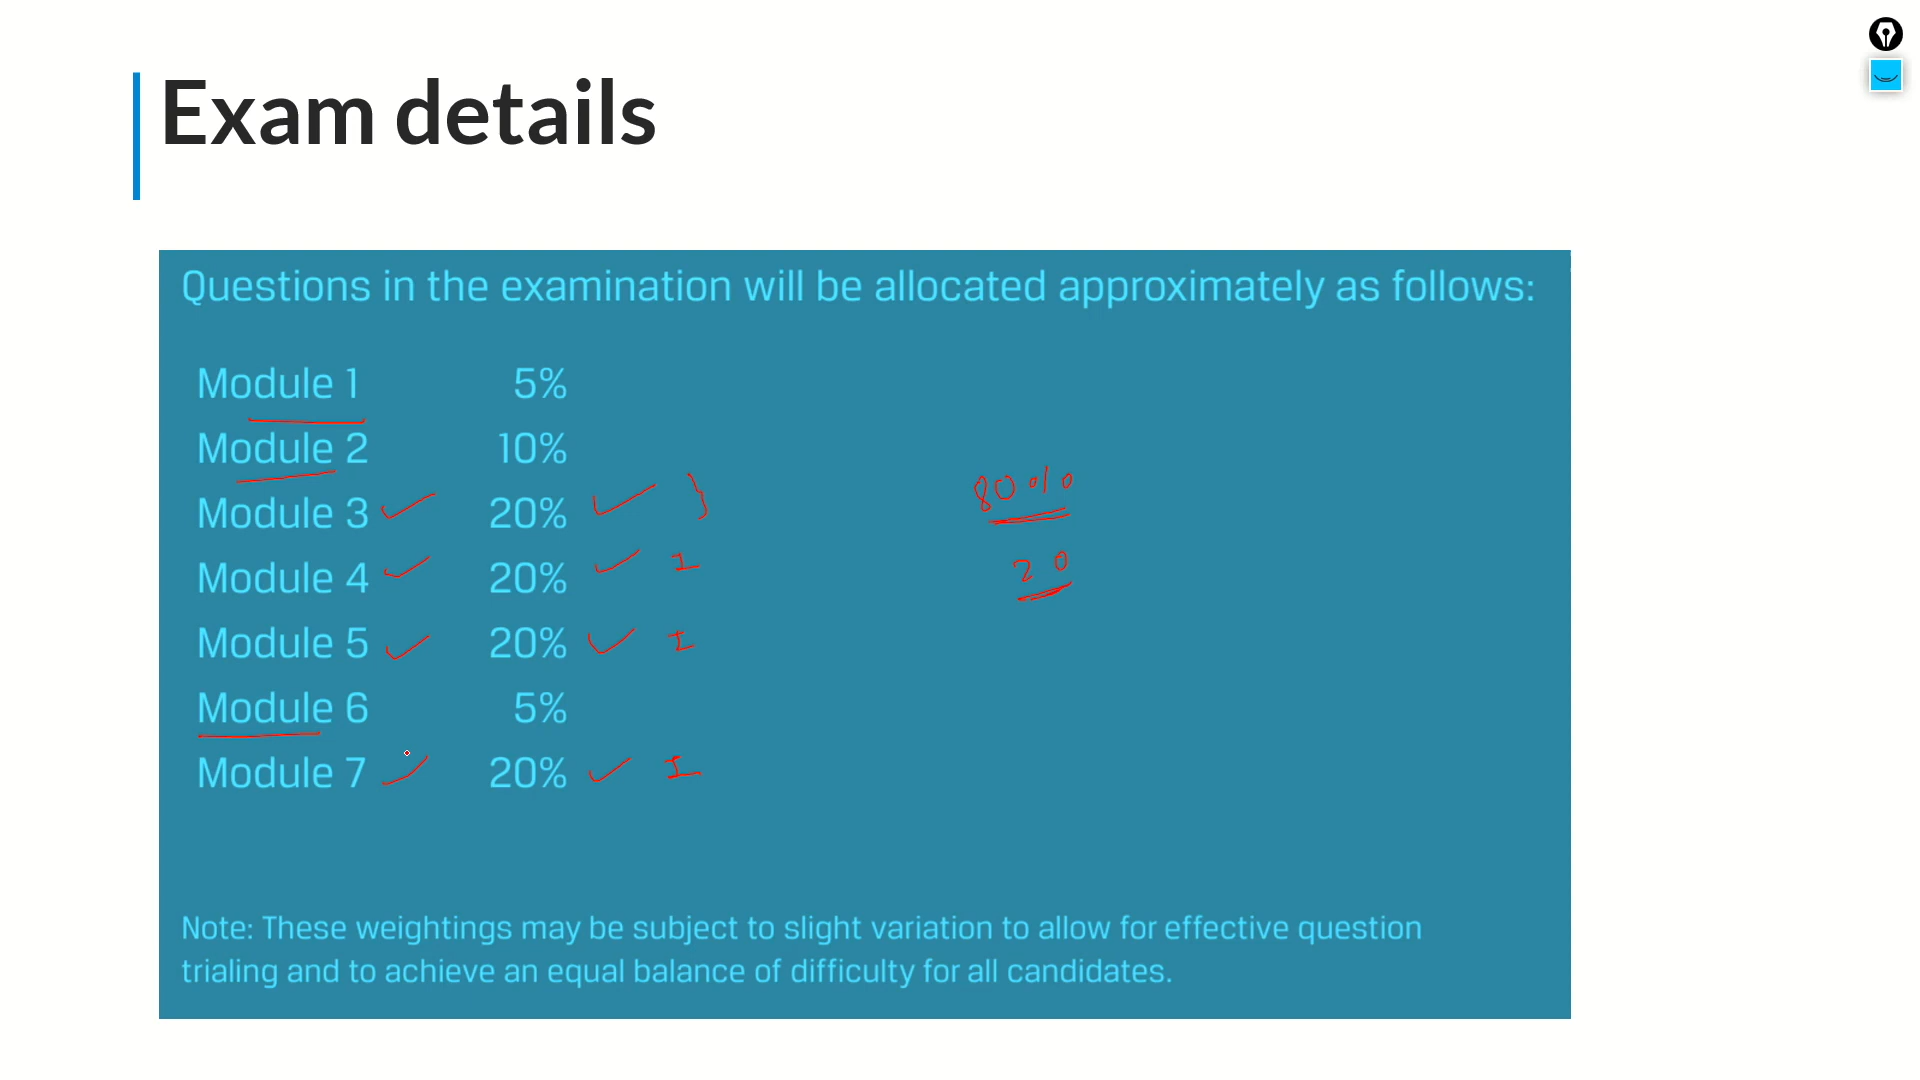 Exam details
Questions in the examination will be allocated approximately as follows:
Module 1 5%
Module 2 10%
Module 3 20%
80%
Module 4 20% I
20
Module 5 20% I
Module 6 5%
Module 7 20% I
Note: These weightings may be subject to slight variation to allow for effective question
trialing and to achieve an equal balance of difficulty for all candidates.